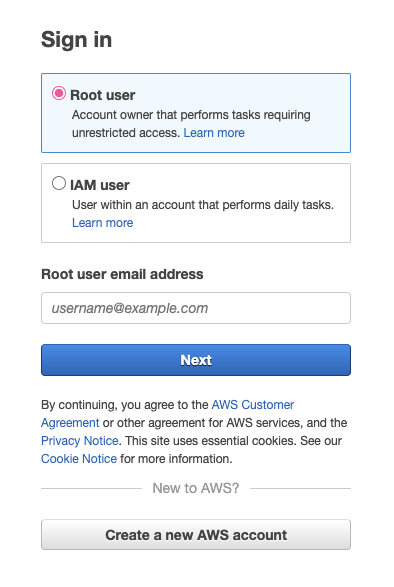 Sign in
Root user
Account owner that performs tasks requiring
unrestricted access. Learn more
IAM user
User within an account that performs daily tasks.
Learn more
Root user email address
username@example.com
Next
By continuing, you agree to the AWS Customer
Agreement or other agreement for AWS services, and the
Privacy Notice. This site uses essential cookies. See our
Cookie Notice for more information.
New to AWS?
Create a new AWS account